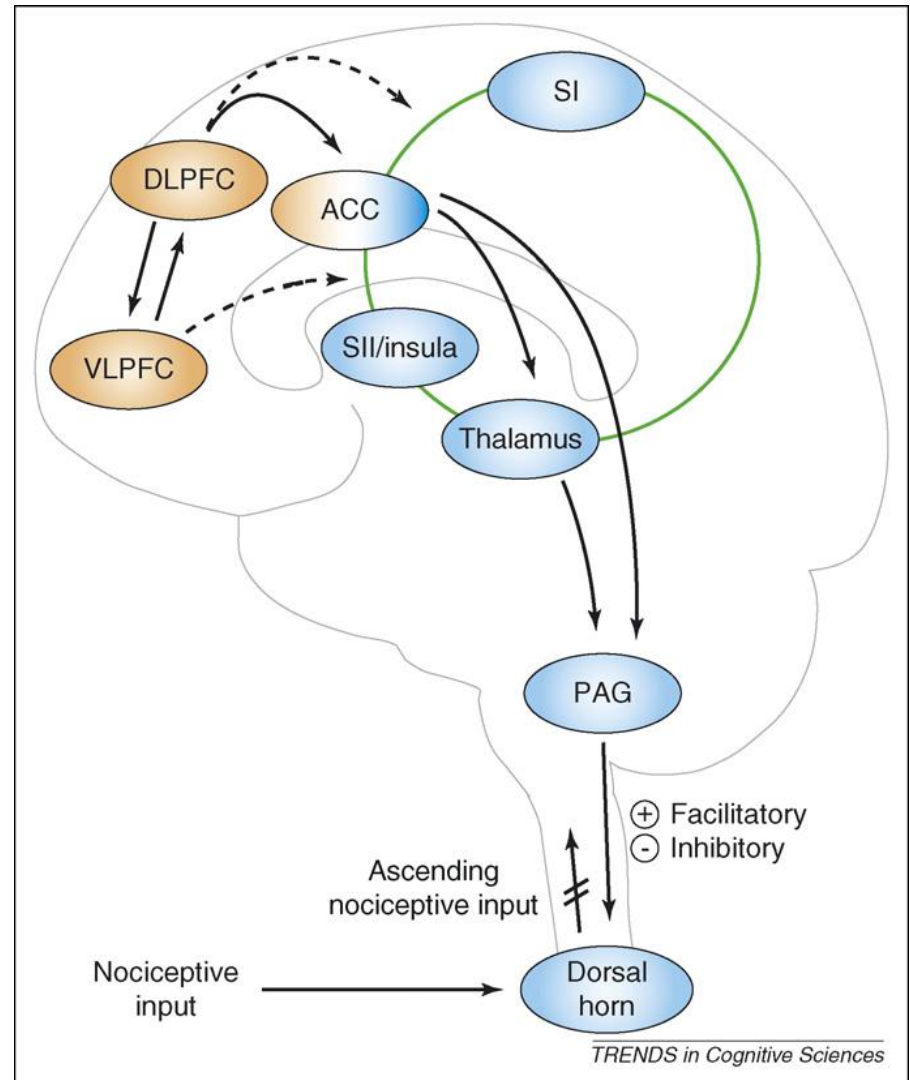 SI
DLPFC
ACC
SII/insula
VLPFC
Thalamus
PAG
+ Facilitatory
- Inhibitory
Ascending
nociceptive input
Nociceptive
input
Dorsal
horn
TRENDS in Cognitive Sciences